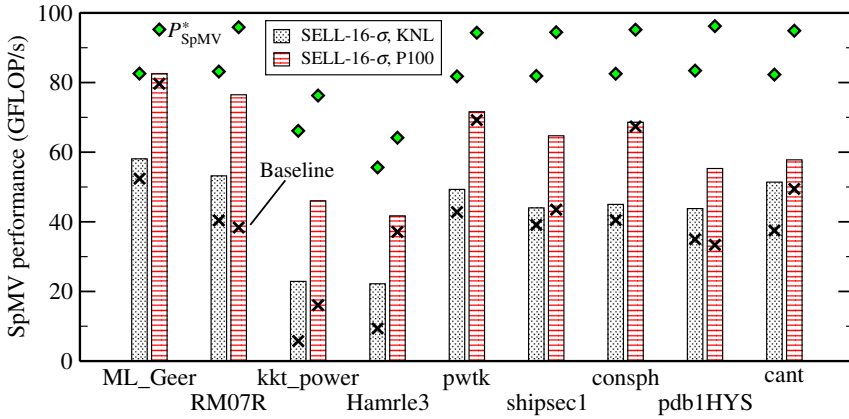 SpMV performance (GFLOP/s)
100
80
60
40
20
0
P*SpMV
SELL-16-σ, KNL
SELL-16-σ, P100
Baseline
ML_Geer
RM07R
kkt_power
Hamrle3
pwtk
shipsec1
consph
pdb1HYS
cant